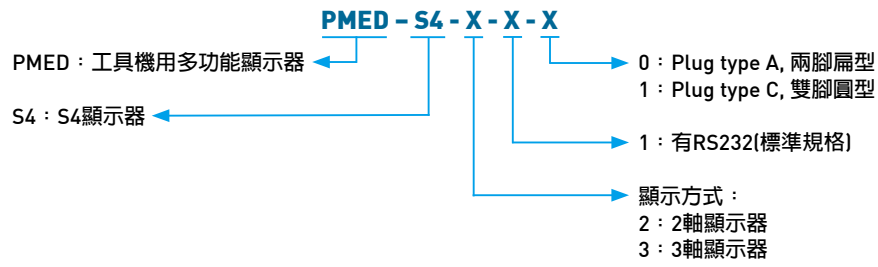 PMED – S4 - X - X - X
PMED：工具機用多功能顯示器
S4：S4顯示器
0：Plug type A, 兩腳扁型
1：Plug type C, 雙腳圓型
1：有RS232(標準規格)
顯示方式：
2：2軸顯示器
3：3軸顯示器